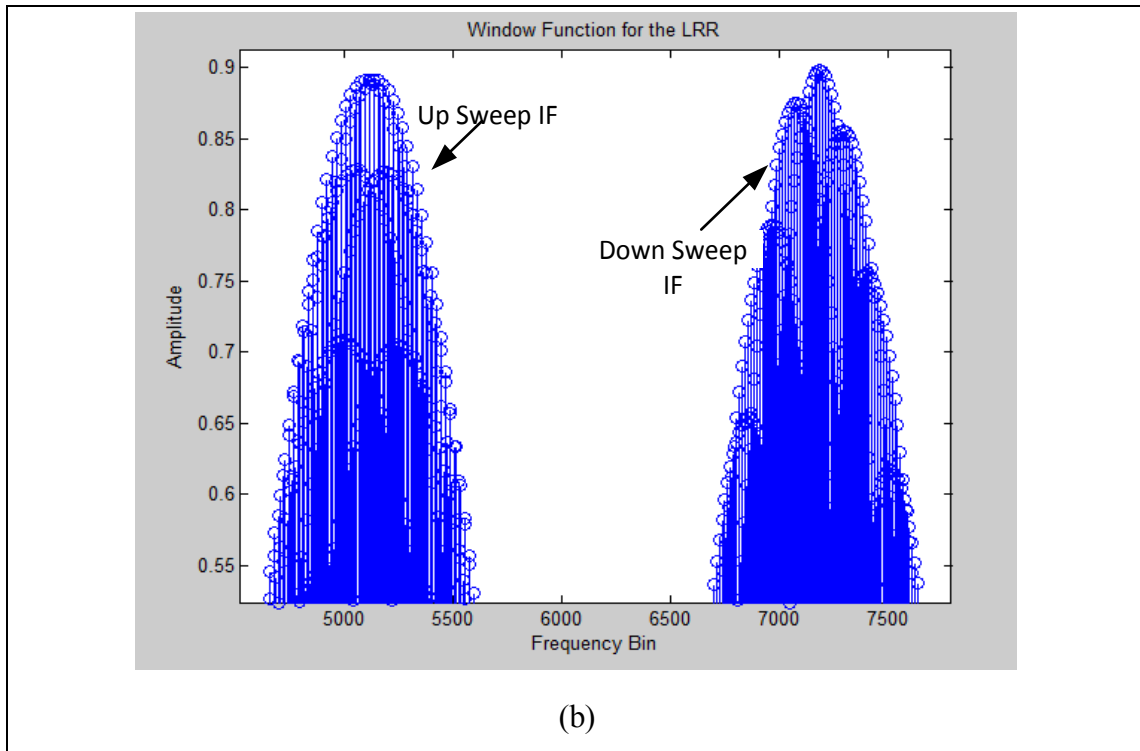 Window Function for the LRR
0.9
0.85
0.8
0.75
0.7
0.65
0.6
0.55
Amplitude
Up Sweep IF
Down Sweep
IF
5000 5500 6000 6500 7000 7500
Frequency Bin
(b)